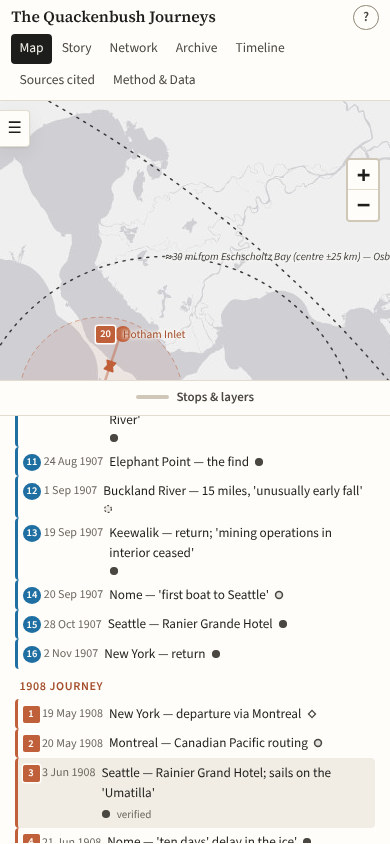 The Quackenbush Journeys
?
Map Story Network Archive Timeline
Sources cited Method & Data
☰
+
−
≈30 mi from Eschscholtz Bay (centre ±25 km) — Osb
20 Hotham Inlet
Stops & layers
River'
11 24 Aug 1907 Elephant Point — the find
12 1 Sep 1907 Buckland River — 15 miles, 'unusually early fall'
13 19 Sep 1907 Keewalik — return; 'mining operations in
interior ceased'
14 20 Sep 1907 Nome — 'first boat to Seattle'
15 28 Oct 1907 Seattle — Ranier Grande Hotel
16 2 Nov 1907 New York — return
1908 JOURNEY
1 19 May 1908 New York — departure via Montreal
2 20 May 1908 Montreal — Canadian Pacific routing
3 3 Jun 1908 Seattle — Rainier Grand Hotel; sails on the
'Umatilla'
verified
4 21 Jun 1908 Nome — 'ten days' delay in the ice'